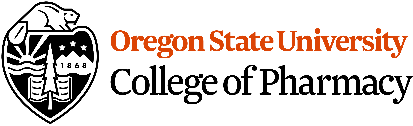 1868
Oregon State University
College of Pharmacy